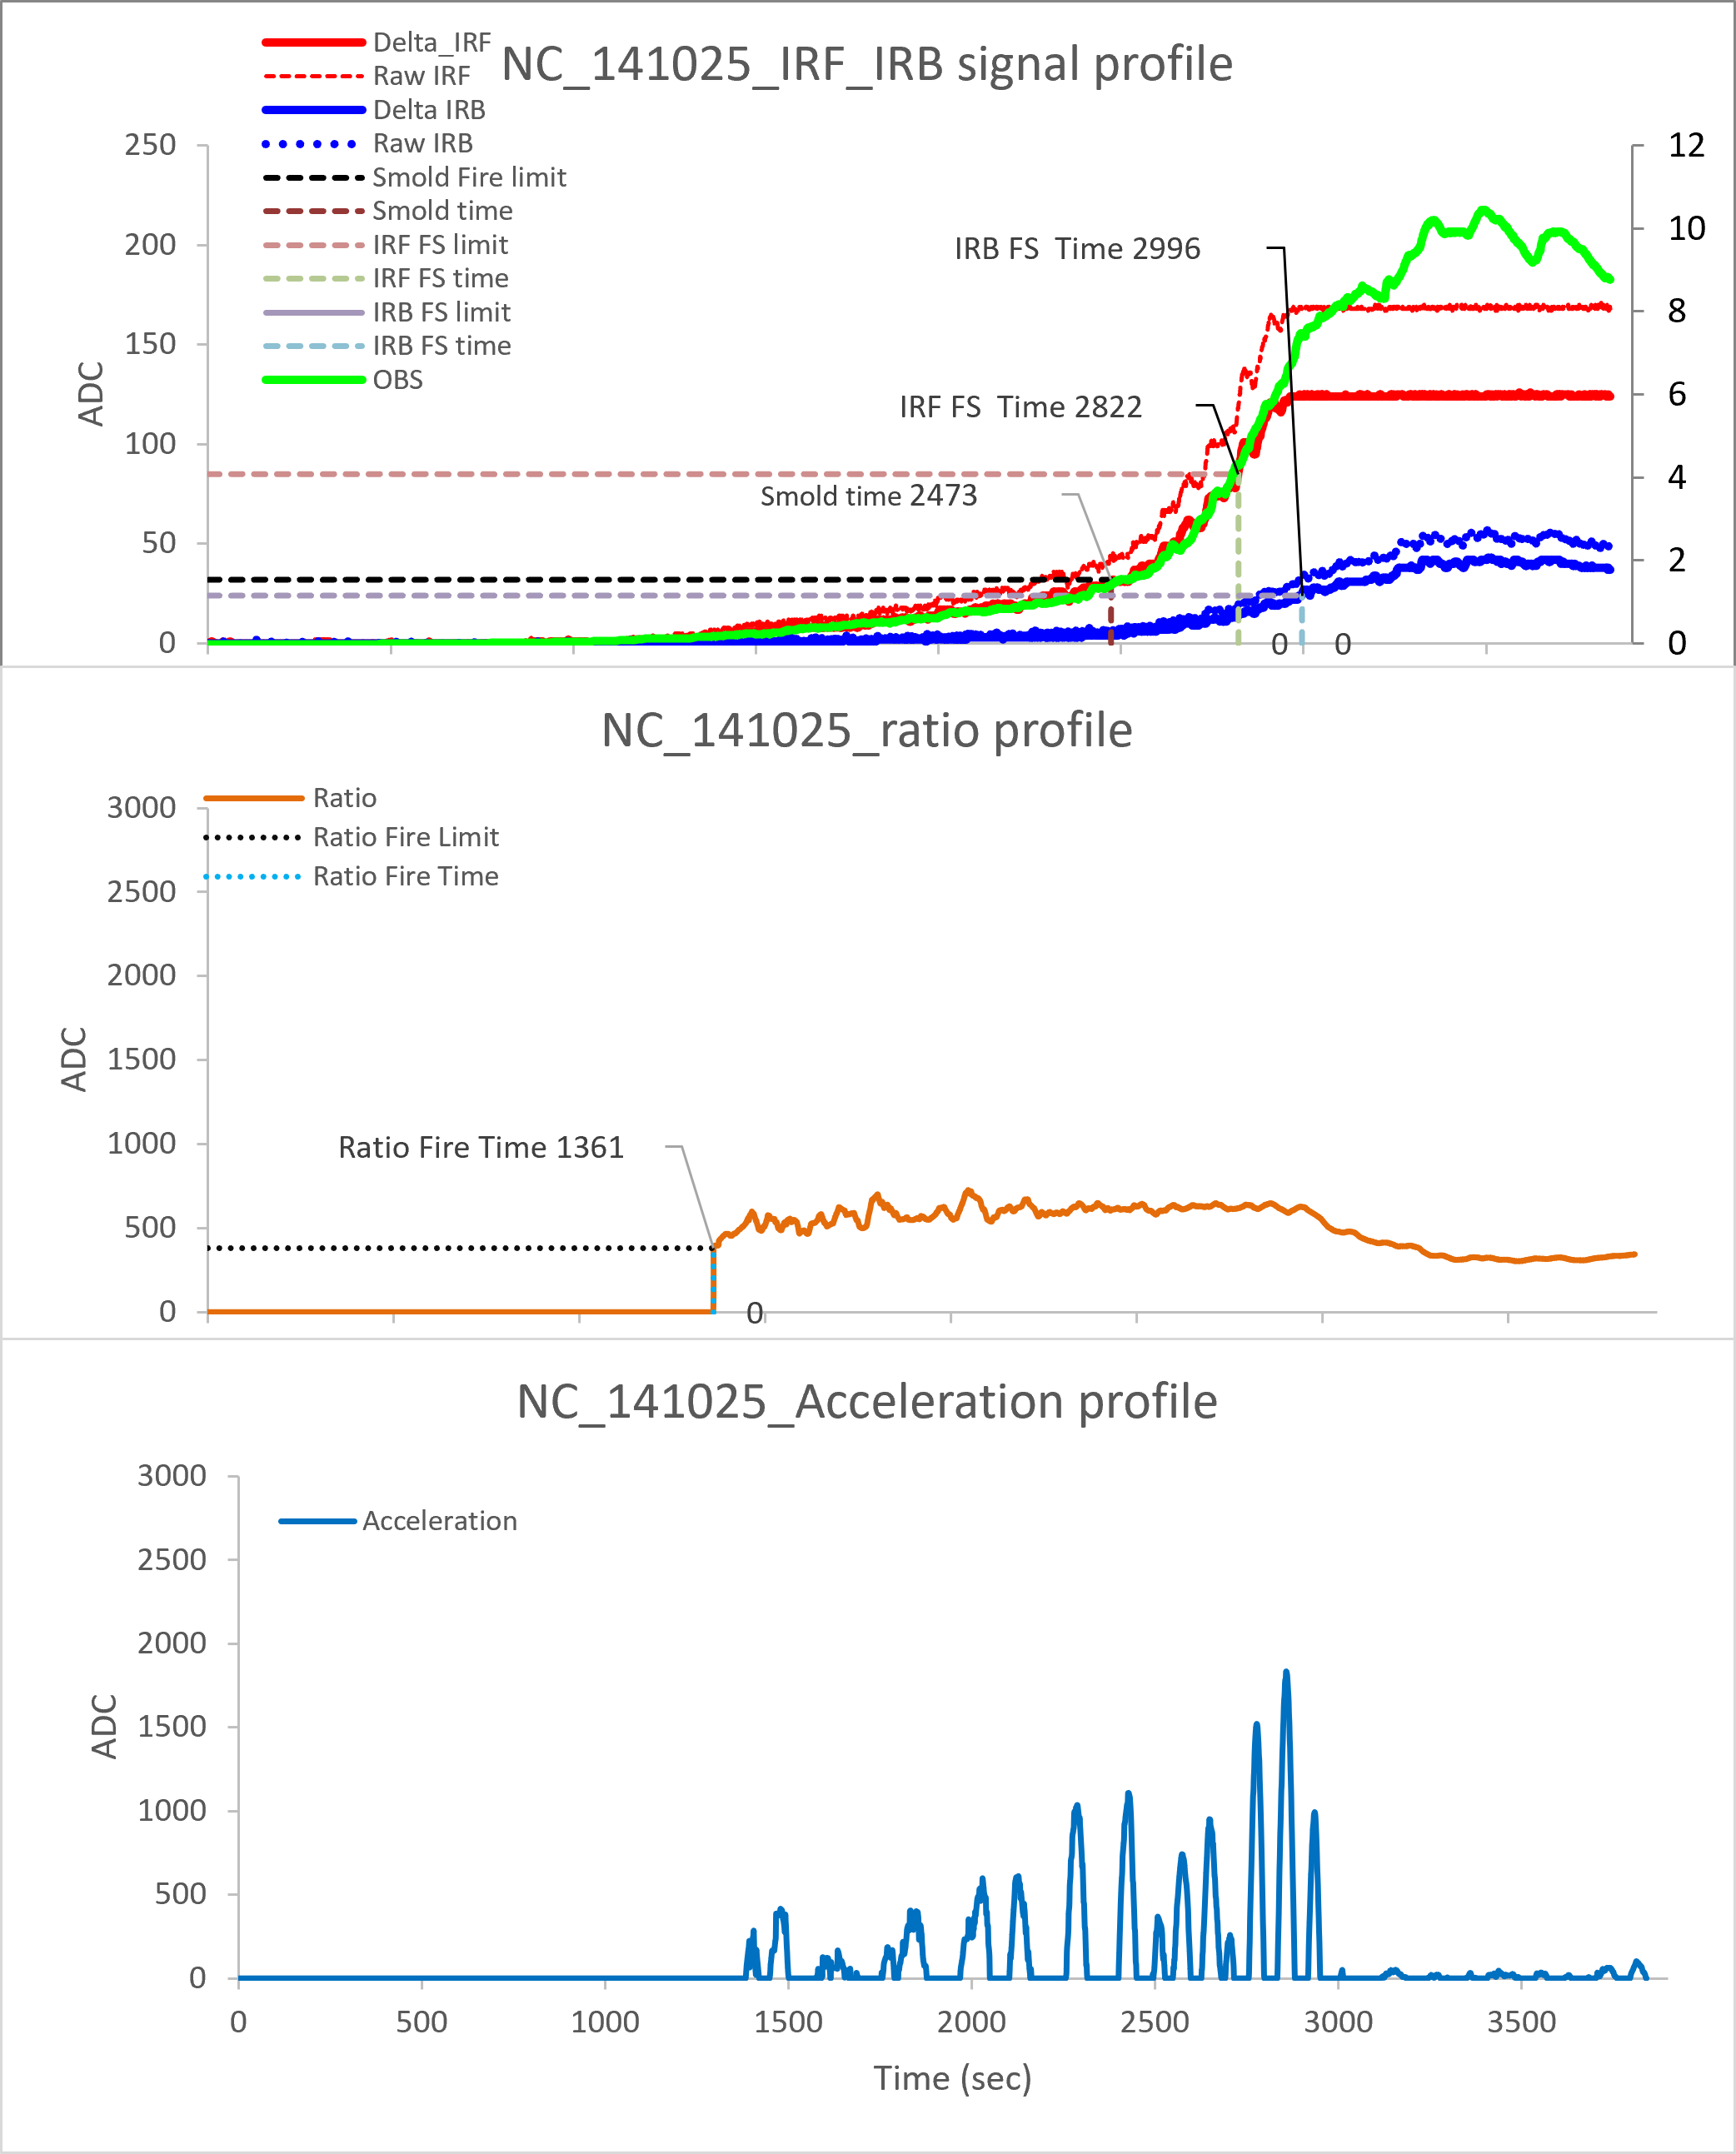 NC_141025_IRF_IRB signal profile
Delta_IRF
Raw IRF
Delta IRB
Raw IRB
Smold Fire limit
Smold time
IRF FS limit
IRF FS time
IRB FS limit
IRB FS time
OBS
250
200
150
100
50
0
ADC
12
10
8
6
4
2
0
IRB FS  Time 2996
IRF FS  Time 2822
Smold time 2473
0
0
NC_141025_ratio profile
Ratio
Ratio Fire Limit
Ratio Fire Time
3000
2500
2000
1500
1000
500
0
ADC
Ratio Fire Time 1361
0
NC_141025_Acceleration profile
Acceleration
3000
2500
2000
1500
1000
500
0
ADC
0 500 1000 1500 2000 2500 3000 3500
Time (sec)